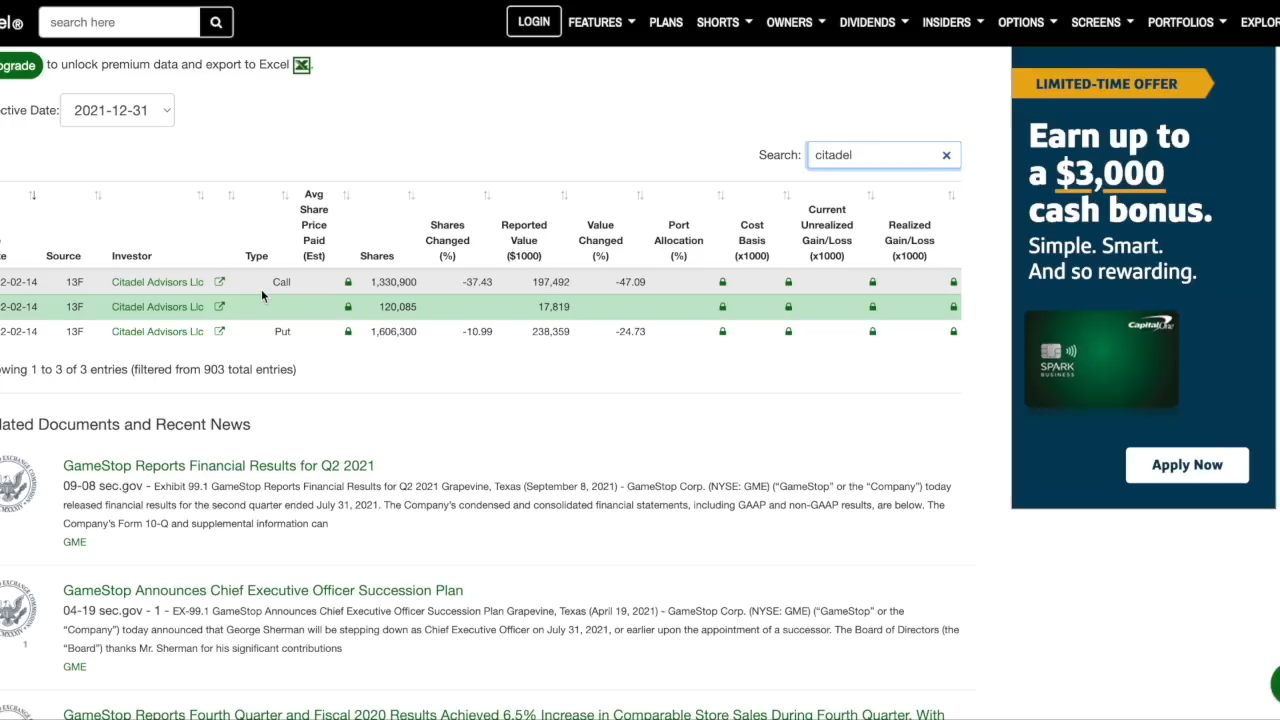 el®
search here
LOGIN
FEATURES
PLANS
SHORTS
OWNERS
DIVIDENDS
INSIDERS
OPTIONS
SCREENS
PORTFOLIOS
EXPLOR
pgrade to unlock premium data and export to Excel
ctive Date: 2021-12-31
Search: citadel
Source
Investor
Type
Avg
Share
Price
Paid
(Est)
Shares
Shares
Changed
(%)
Reported
Value
($1000)
Value
Changed
(%)
Port
Allocation
(%)
Cost
Basis
(x1000)
Current
Unrealized
Gain/Loss
(x1000)
Realized
Gain/Loss
(x1000)
2-02-14 13F Citadel Advisors Llc Call 1,330,900 -37.43 197,492 -47.09
2-02-14 13F Citadel Advisors Llc 120,085 17,819
2-02-14 13F Citadel Advisors Llc Put 1,606,300 -10.99 238,359 -24.73
owing 1 to 3 of 3 entries (filtered from 903 total entries)
lated Documents and Recent News
GameStop Reports Financial Results for Q2 2021
09-08 sec.gov - Exhibit 99.1 GameStop Reports Financial Results for Q2 2021 Grapevine, Texas (September 8, 2021) - GameStop Corp. (NYSE: GME) (“GameStop” or the “Company”) today
released financial results for the second quarter ended July 31, 2021. The Company’s condensed and consolidated financial statements, including GAAP and non-GAAP results, are below. The
Company’s Form 10-Q and supplemental information can
GME
GameStop Announces Chief Executive Officer Succession Plan
04-19 sec.gov - 1 - EX-99.1 GameStop Announces Chief Executive Officer Succession Plan Grapevine, Texas (April 19, 2021) - GameStop Corp. (NYSE: GME) (“GameStop” or the
“Company”) today announced that George Sherman will be stepping down as Chief Executive Officer on July 31, 2021, or earlier upon the appointment of a successor. The Board of Directors (the
“Board”) thanks Mr. Sherman for his significant contributions
GME
GameStop Reports Fourth Quarter and Fiscal 2020 Results Achieved 6.5% Increase in Comparable Store Sales During Fourth Quarter, With
LIMITED-TIME OFFER
Earn up to
a $3,000
cash bonus.
Simple. Smart.
And so rewarding.
Capital One
SPARK
BUSINESS
Apply Now